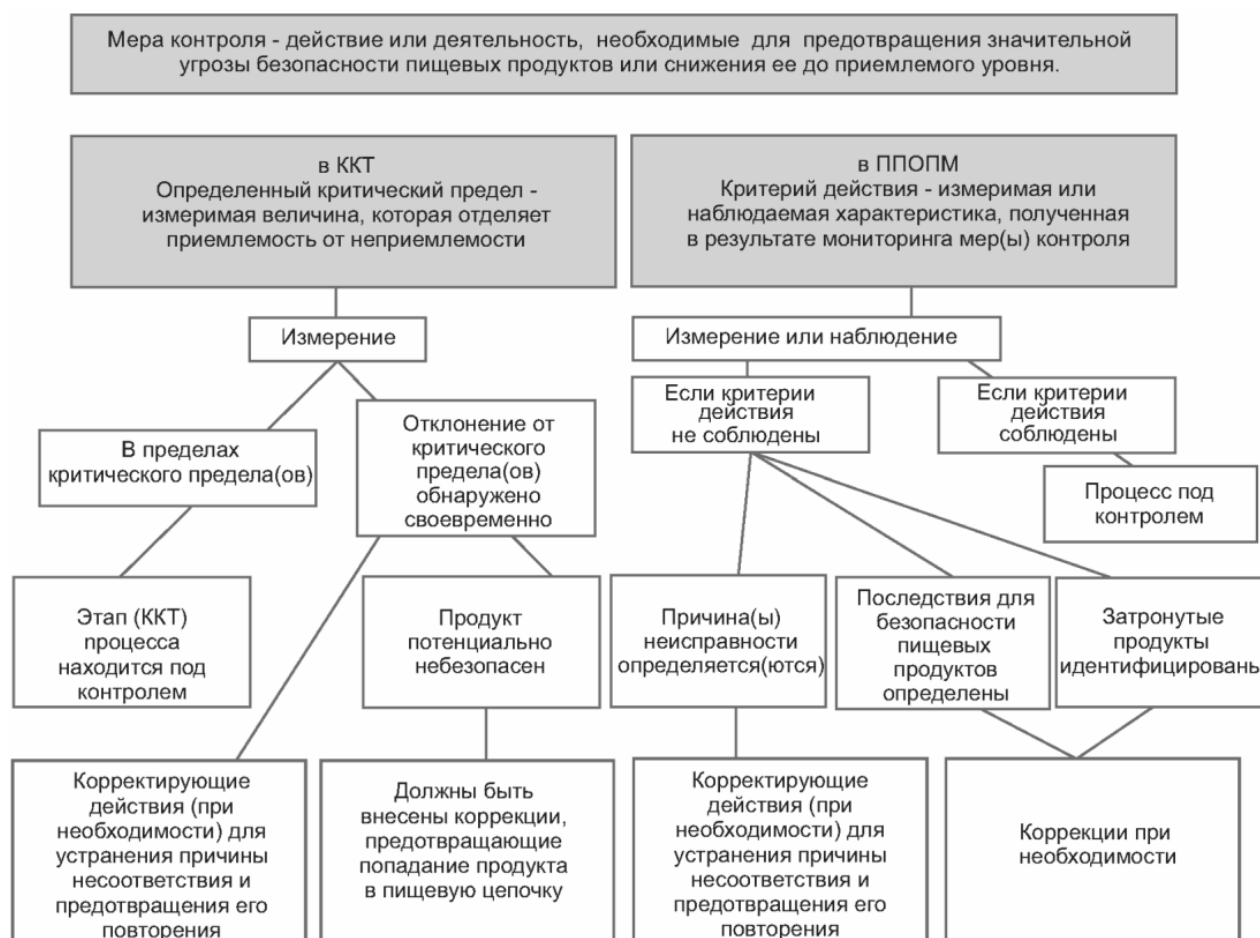 Мера контроля - действие или деятельность, необходимые для предотвращения значительной
угрозы безопасности пищевых продуктов или снижения ее до приемлемого уровня.
в ККТ
Определенный критический предел -
измеримая величина, которая отделяет
приемлемость от неприемлемости
в ППОПМ
Критерий действия - измеримая или
наблюдаемая характеристика, полученная
в результате мониторинга мер(ы) контроля
Измерение
Измерение или наблюдение
В пределах
критического предела(ов)
Отклонение от
критического
предела(ов)
обнаружено
своевременно
Если критерии
действия
не соблюдены
Если критерии
действия
соблюдены
Процесс под
контролем
Этап (ККТ)
процесса
находится под
контролем
Продукт
потенциально
небезопасен
Причина(ы)
неисправности
определяется(ются)
Последствия для
безопасности
пищевых
продуктов
определены
Затронутые
продукты
идентифицированы
Корректирующие
действия (при
необходимости) для
устранения причины
несоответствия и
предотвращения его
повторения
Должны быть
внесены коррекции,
предотвращающие
попадание продукта
в пищевую цепочку
Корректирующие
действия (при
необходимости) для
устранения причины
несоответствия и
предотвращения его
повторения
Коррекции при
необходимости